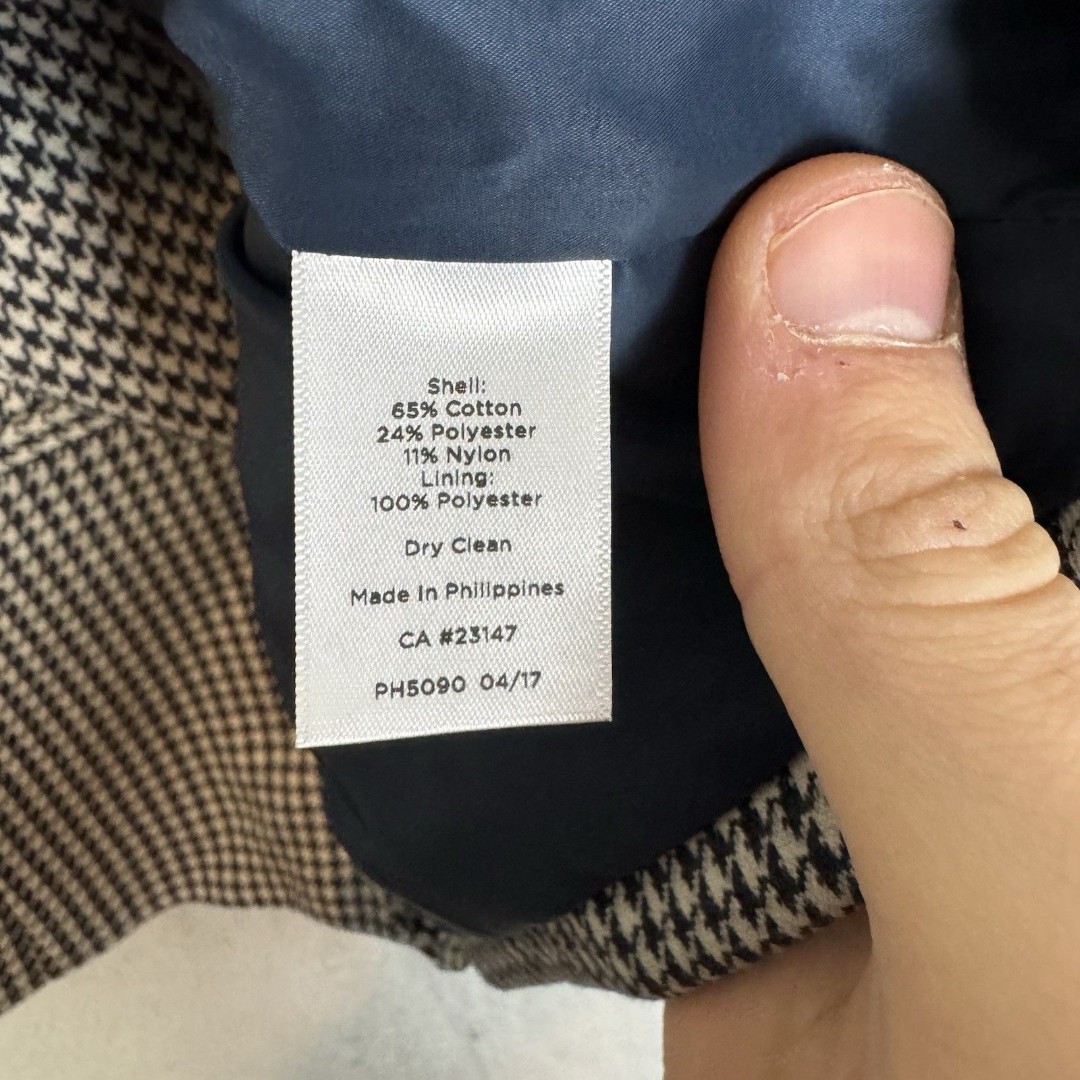 Shell:
65% Cotton
24% Polyester
11% Nylon
Lining:
100% Polyester
Dry Clean
Made In Philippines
CA #23147
PH5090 04/17